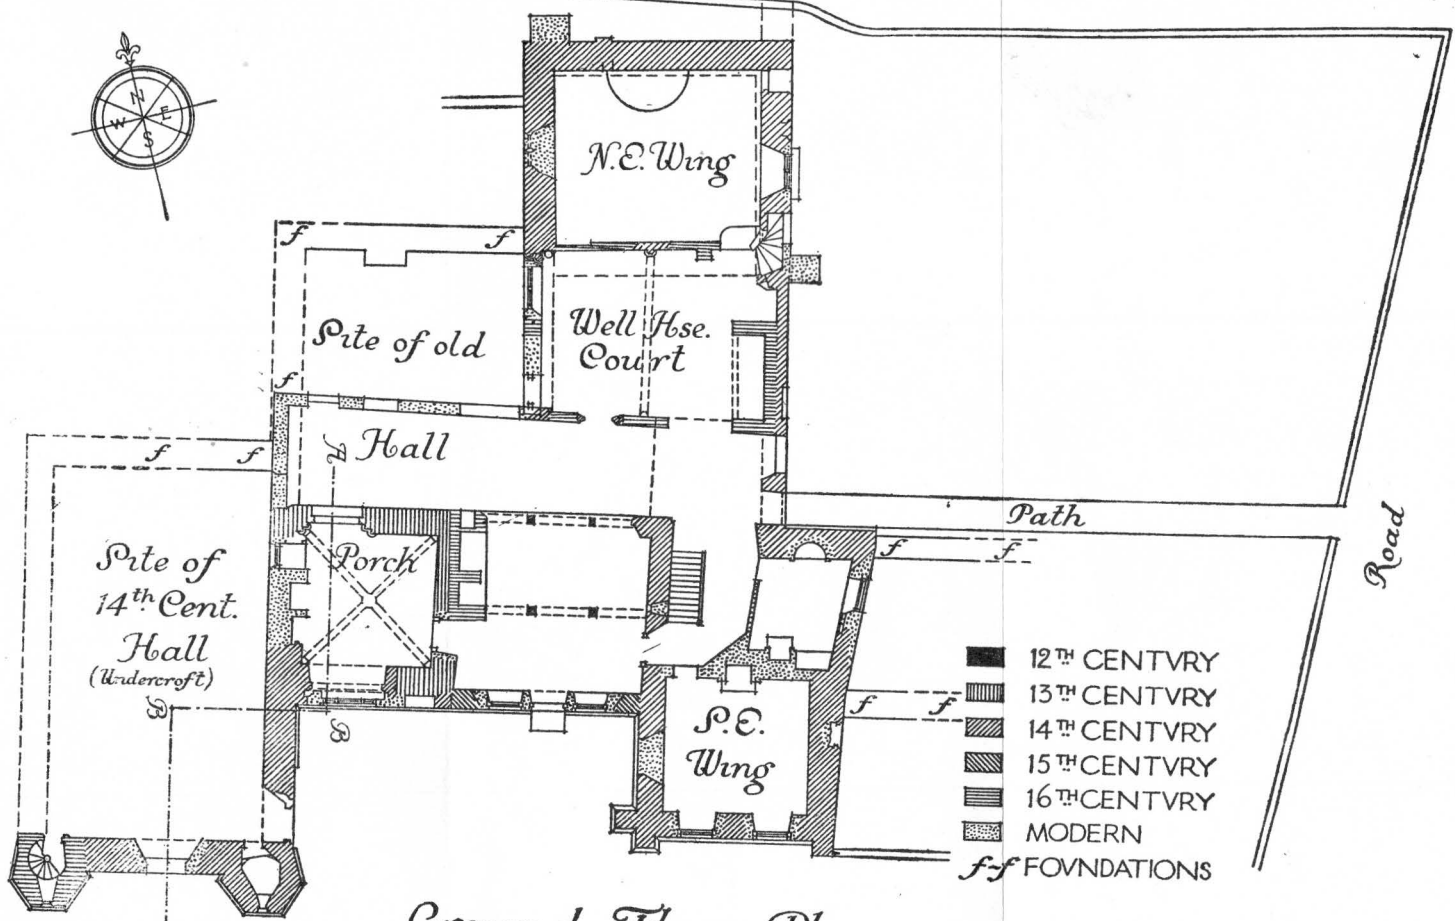 N
W E
S
N.E. Wing
f f
Site of old
Well Hse.
Court
f
Hall
A
f f
Path
Road
Porch
f f
Site of
14th Cent.
Hall
(Undercroft)
B
B
S.E.
Wing
f f
12TH CENTVRY
13TH CENTVRY
14TH CENTVRY
15TH CENTVRY
16TH CENTVRY
MODERN
f~f FOVNDATIONS